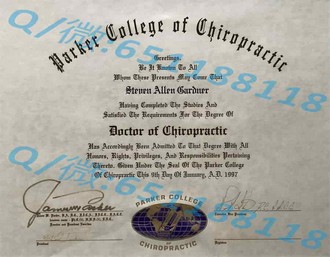 Parker College of Chiropractic
Greetings,
Be It Known To All
Whom These Presents May Come That
Steven Allen Gardner
Having Completed The Studies And
Satisfied The Requirements For The Degree Of
Doctor of Chiropractic
Has Accordingly Been Admitted To That Degree With All
Honors, Rights, Privileges, And Responsibilities Pertaining
Thereto. Given Under The Seal Of The Parker College
Of Chiropractic This 9th Day Of January, A.D. 1997
PARKER COLLEGE
OF
CHIROPRACTIC